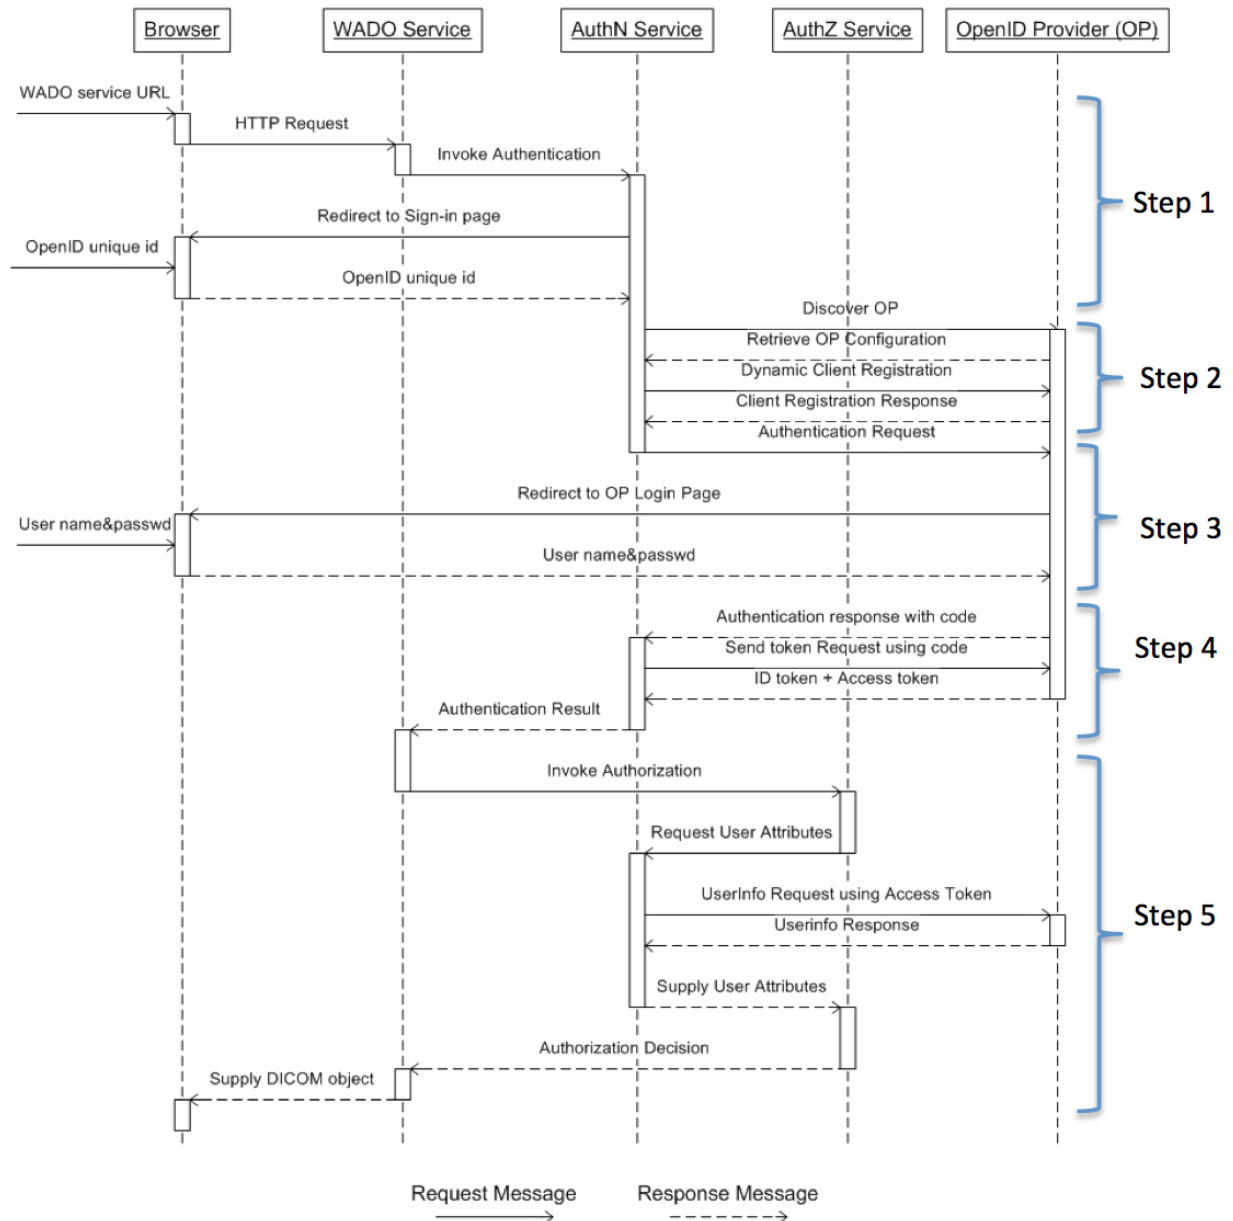 Browser
WADO Service
AuthN Service
AuthZ Service
OpenID Provider (OP)
WADO service URL
HTTP Request
Invoke Authentication
Step 1
Redirect to Sign-in page
OpenID unique id
OpenID unique id
Discover OP
Retrieve OP Configuration
Dynamic Client Registration
Step 2
Client Registration Response
Authentication Request
Redirect to OP Login Page
User name&passwd
Step 3
User name&passwd
Authentication response with code
Send token Request using code
Step 4
ID token + Access token
Authentication Result
Invoke Authorization
Request User Attributes
UserInfo Request using Access Token
Step 5
Userinfo Response
Supply User Attributes
Authorization Decision
Supply DICOM object
Request Message
Response Message